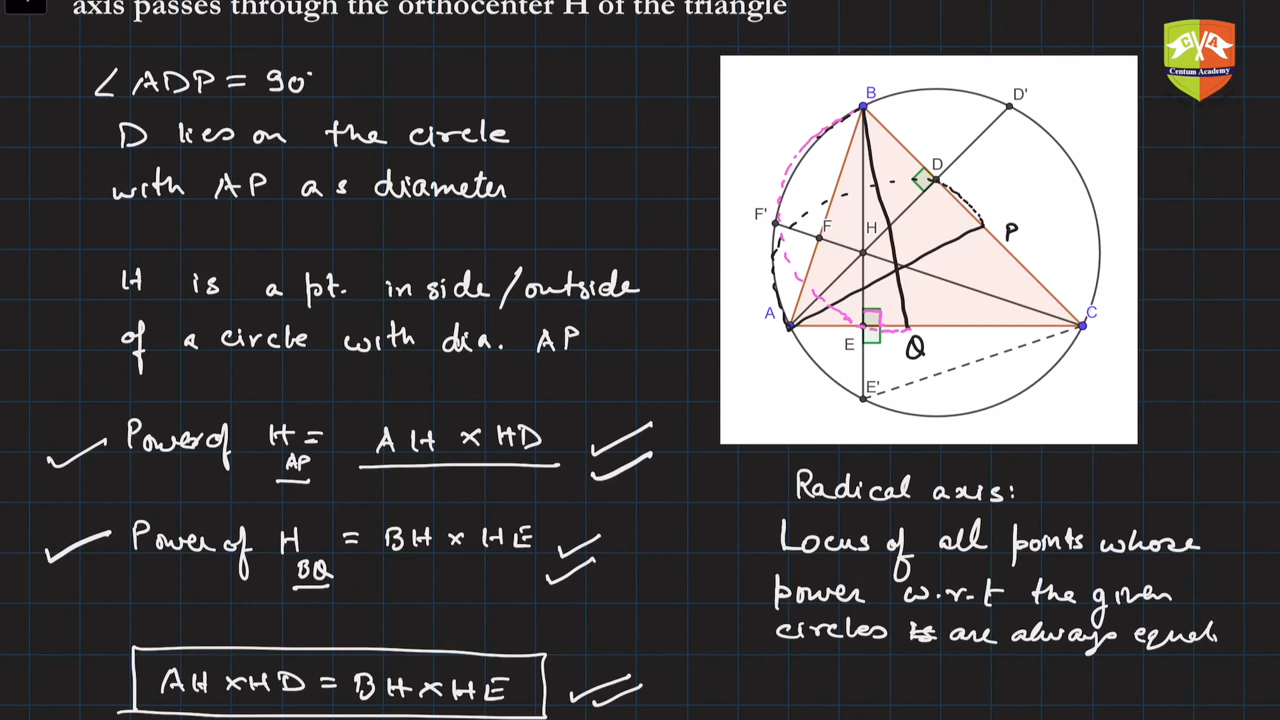 axis passes through the orthocenter H of the triangle
∠ADP = 90°
D lies on the circle
with AP as diameter
H is a pt. inside/outside
of a circle with dia. AP
Power of H = AH × HD
AP
Power of H = BH × HE
BQ
AH × HD = BH × HE
C A
Centum Academy
B
D'
D
F'
F
H
P
A
C
E
Q
E'
Radical axis:
Locus of all points whose
power w.r.t the given
circles are always equal